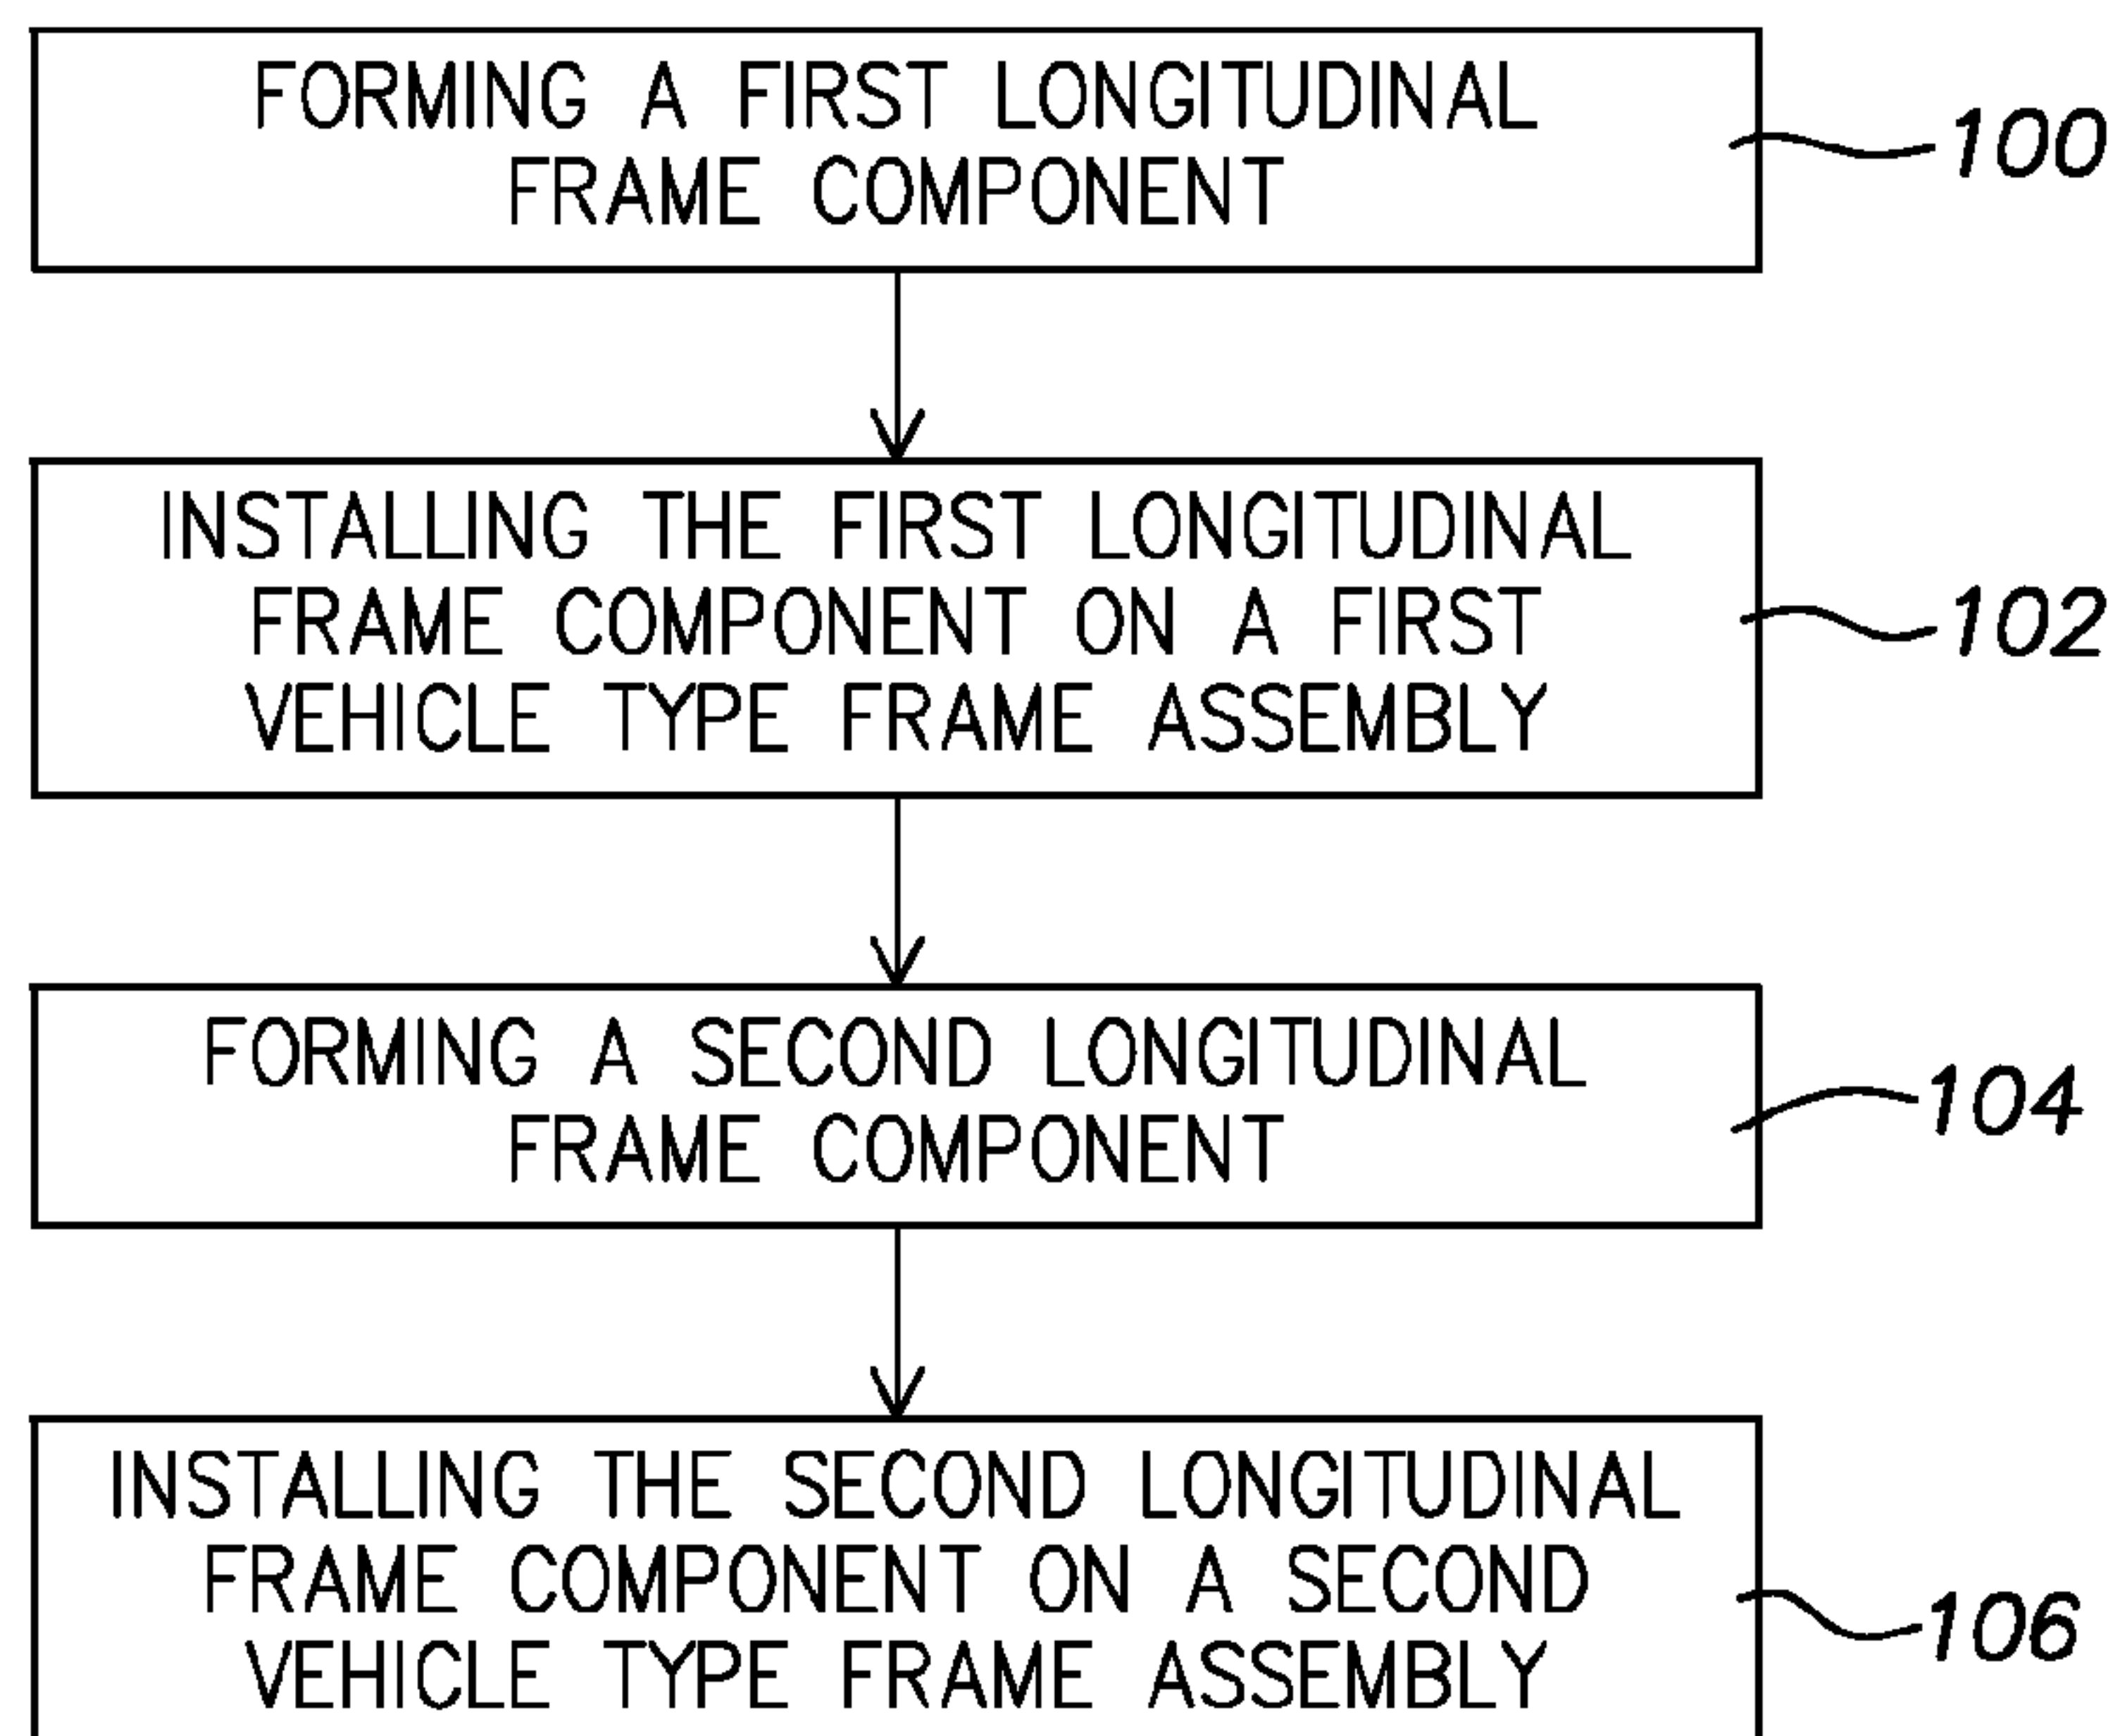 FORMING A FIRST LONGITUDINAL
FRAME COMPONENT
100
INSTALLING THE FIRST LONGITUDINAL
FRAME COMPONENT ON A FIRST
VEHICLE TYPE FRAME ASSEMBLY
102
FORMING A SECOND LONGITUDINAL
FRAME COMPONENT
104
INSTALLING THE SECOND LONGITUDINAL
FRAME COMPONENT ON A SECOND
VEHICLE TYPE FRAME ASSEMBLY
106